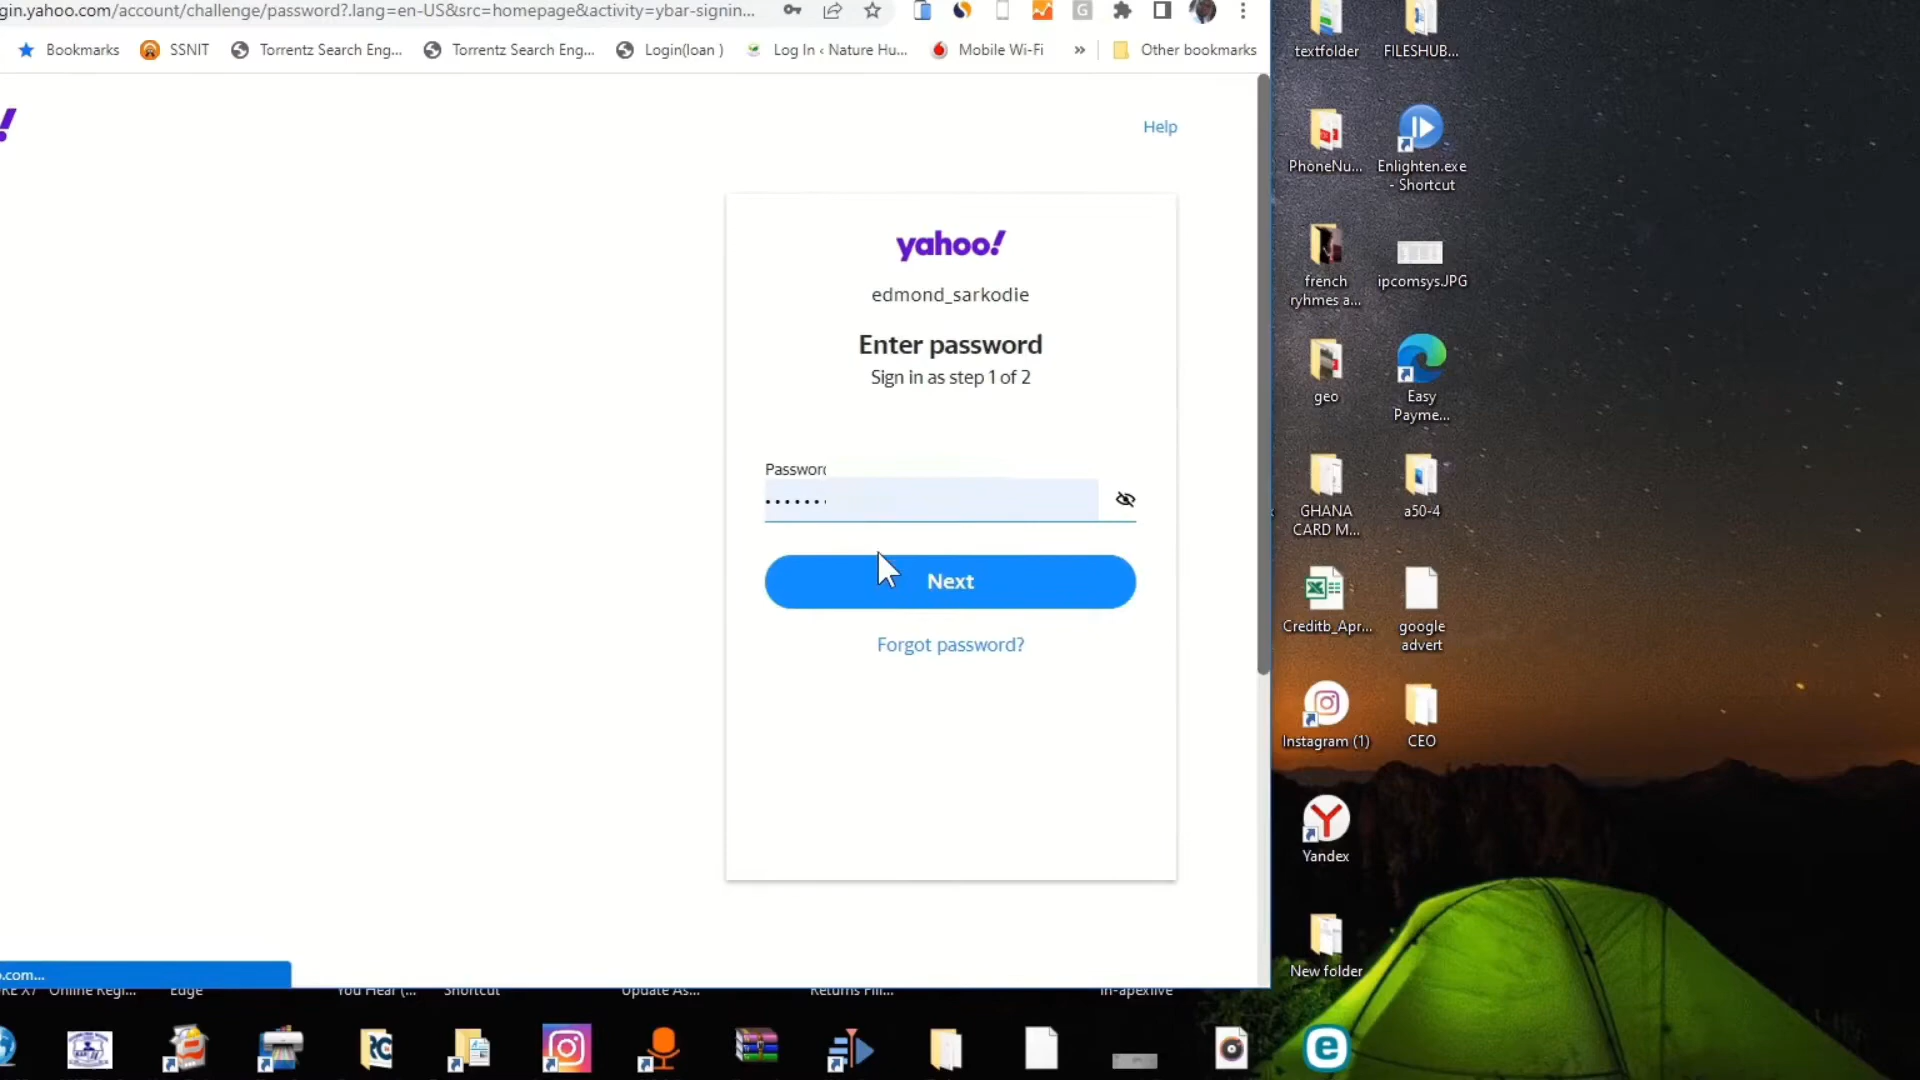 gin.yahoo.com/account/challenge/password?.lang=en-US&src=homepage&activity=ybar-signin...
Bookmarks
SSNIT
Torrentz Search Eng...
Torrentz Search Eng...
Login(loan )
Log In ‹ Nature Hu...
Mobile Wi-Fi
»
Other bookmarks
Help
yahoo!
edmond_sarkodie
Enter password
Sign in as step 1 of 2
Password
Next
Forgot password?
textfolder
FILESHUB...
PhoneNu...
Enlighten.exe
- Shortcut
french
ryhmes a...
ipcomsys.JPG
geo
Easy
Payme...
GHANA
CARD M...
a50-4
Creditb_Apr...
google
advert
Instagram (1)
CEO
Yandex
New folder
o.com...
Online Regi...
Edge
You Hear (...
Shortcut
Update As...
Returns Fili...
in-apexlive